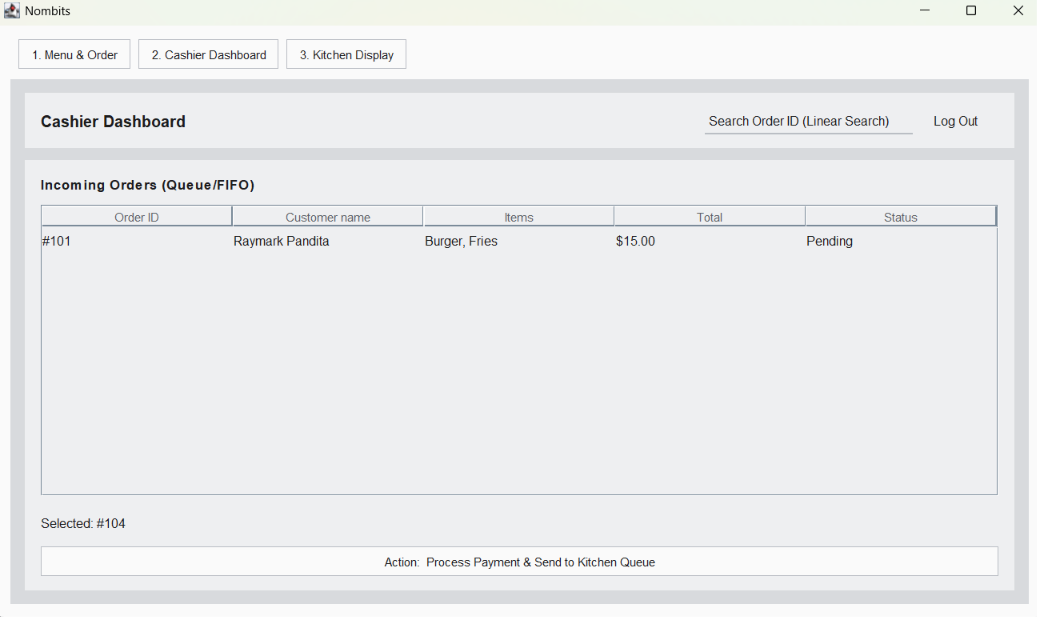 Nombits
1. Menu & Order 2. Cashier Dashboard 3. Kitchen Display
Cashier Dashboard Search Order ID (Linear Search) Log Out
Incoming Orders (Queue/FIFO)
Order ID Customer name Items Total Status
#101 Raymark Pandita Burger, Fries $15.00 Pending
Selected: #104
Action: Process Payment & Send to Kitchen Queue